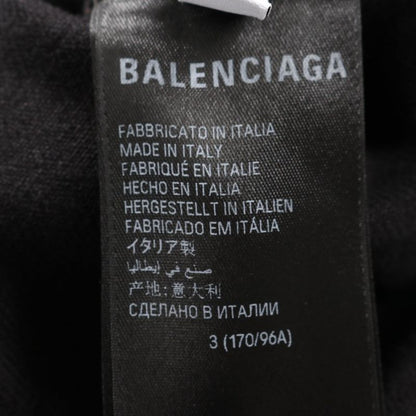 BALENCIAGA
FABBRICATO IN ITALIA
MADE IN ITALY
FABRIQUÉ EN ITALIE
HECHO EN ITALIA
HERGESTELLT IN ITALIEN
FABRICADO EM ITÁLIA
イタリア製
صنع في إيطاليا
产地:意大利
СДЕЛАНО В ИТАЛИИ
3 (170/96A)